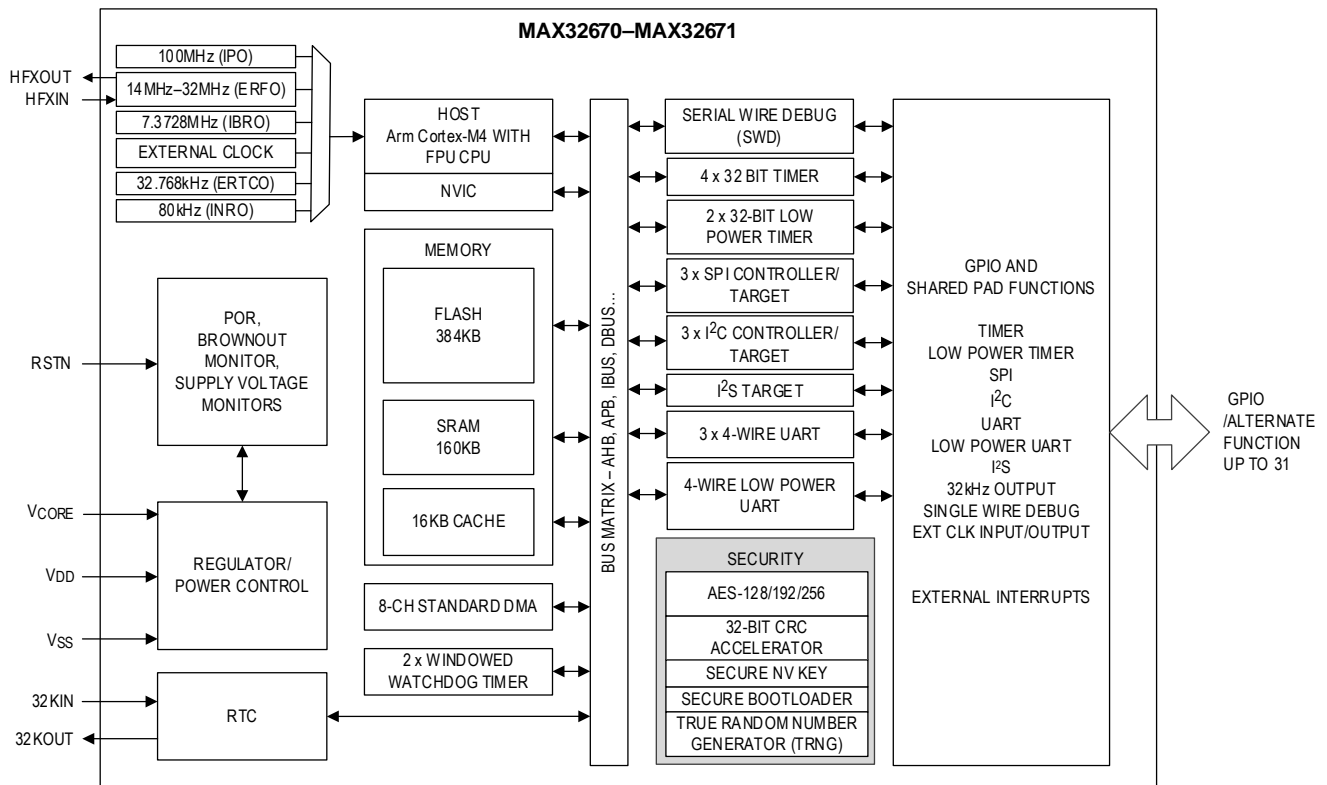 MAX32670–MAX32671
100MHz (IPO)
HFXOUT
14MHz–32MHz (ERFO)
HFXIN
7.3728MHz (IBRO)
EXTERNAL CLOCK
32.768kHz (ERTCO)
80kHz (INRO)
HOST
Arm Cortex-M4 WITH
FPU CPU
NVIC
MEMORY
FLASH
384KB
SRAM
160KB
16KB CACHE
8-CH STANDARD DMA
2 x WINDOWED
WATCHDOG TIMER
RSTN
POR,
BROWNOUT
MONITOR,
SUPPLY VOLTAGE
MONITORS
VCORE
VDD
VSS
REGULATOR/
POWER CONTROL
32KIN
32KOUT
RTC
BUS MATRIX – AHB, APB, IBUS, DBUS…
SERIAL WIRE DEBUG
(SWD)
4 x 32 BIT TIMER
2 x 32-BIT LOW
POWER TIMER
3 x SPI CONTROLLER/
TARGET
3 x I2C CONTROLLER/
TARGET
I2S TARGET
3 x 4-WIRE UART
4-WIRE LOW POWER
UART
SECURITY
AES-128/192/256
32-BIT CRC
ACCELERATOR
SECURE NV KEY
SECURE BOOTLOADER
TRUE RANDOM NUMBER
GENERATOR (TRNG)
GPIO AND
SHARED PAD FUNCTIONS
TIMER
LOW POWER TIMER
SPI
I2C
UART
LOW POWER UART
I2S
32kHz OUTPUT
SINGLE WIRE DEBUG
EXT CLK INPUT/OUTPUT
EXTERNAL INTERRUPTS
GPIO
/ALTERNATE
FUNCTION
UP TO 31